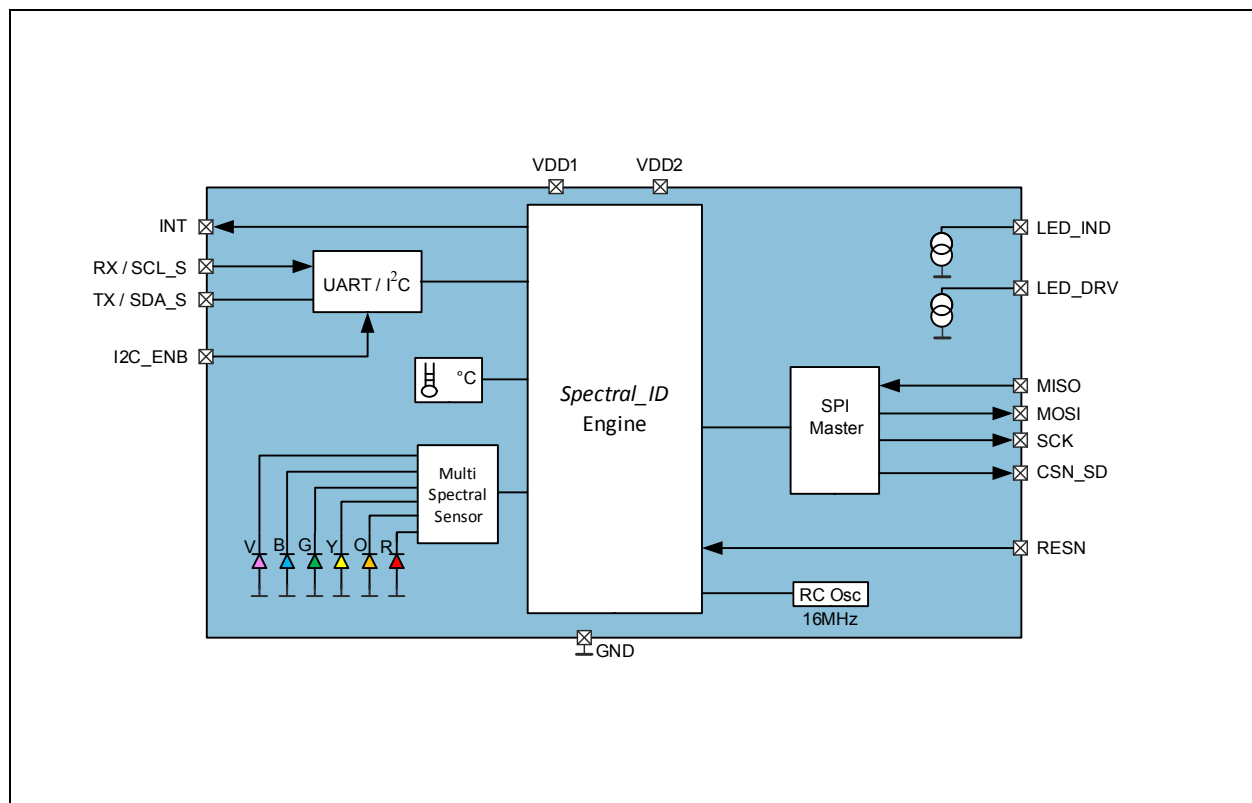 VDD1
VDD2
INT
RX / SCL_S
TX / SDA_S
I2C_ENB
UART / I²C
°C
Spectral_ID
Engine
Multi
Spectral
Sensor
V B G Y O R
LED_IND
LED_DRV
SPI
Master
MISO
MOSI
SCK
CSN_SD
RESN
RC Osc
16MHz
GND